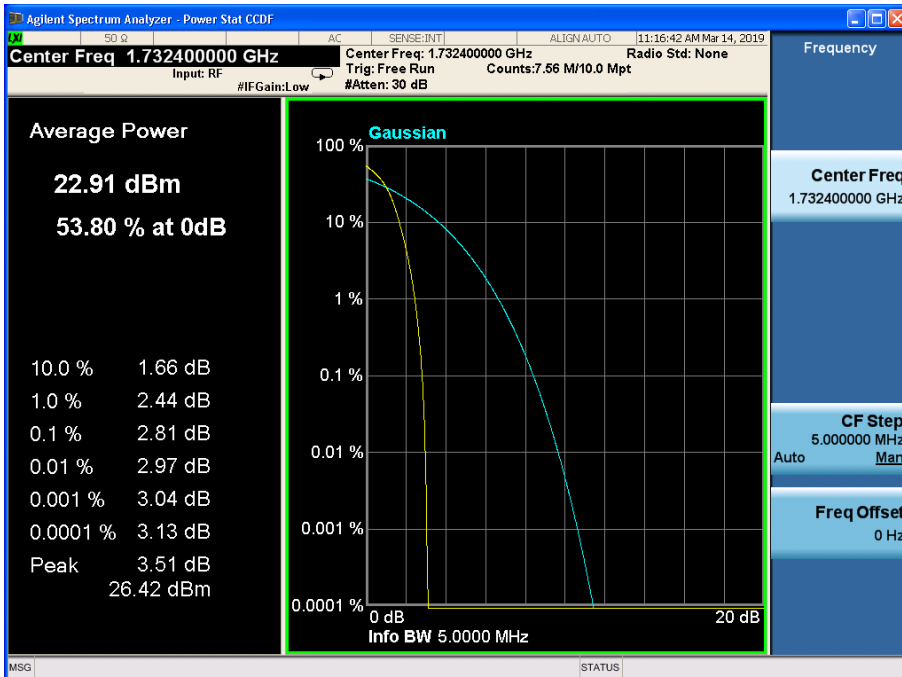 Agilent Spectrum Analyzer - Power Stat CCDF
LXI 50 Ω AC SENSE:INT ALIGN AUTO 11:16:42 AM Mar 14, 2019
Center Freq 1.732400000 GHz
Input: RF
#IFGain:Low
Center Freq: 1.732400000 GHz Radio Std: None
Trig: Free Run Counts:7.56 M/10.0 Mpt
#Atten: 30 dB
Average Power
22.91 dBm
53.80 % at 0dB
10.0 % 1.66 dB
1.0 % 2.44 dB
0.1 % 2.81 dB
0.01 % 2.97 dB
0.001 % 3.04 dB
0.0001 % 3.13 dB
Peak 3.51 dB
26.42 dBm
Gaussian
100 %
10 %
1 %
0.1 %
0.01 %
0.001 %
0.0001 %
0 dB 20 dB
Info BW 5.0000 MHz
Frequency
Center Freq
1.732400000 GHz
CF Step
5.000000 MHz
Auto Man
Freq Offset
0 Hz
MSG STATUS